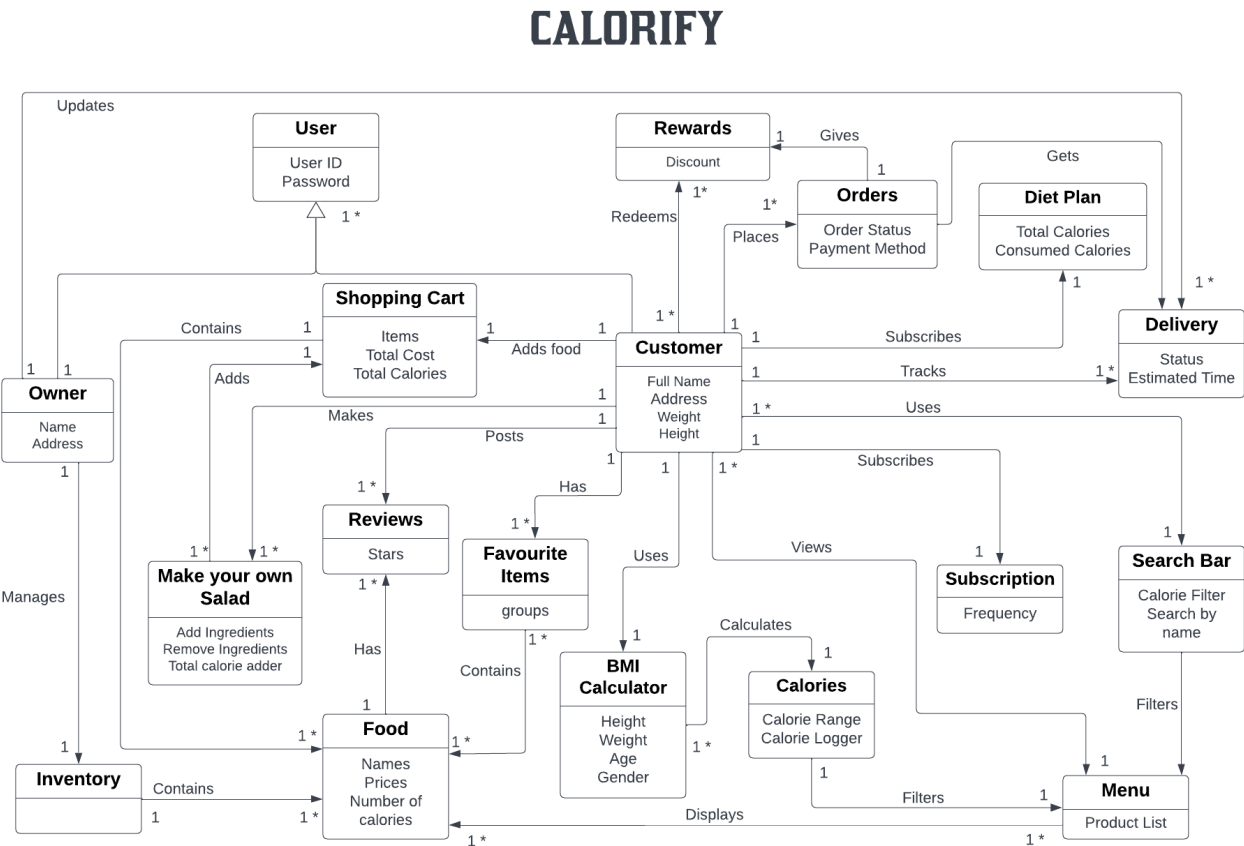 CALORIFY
Updates
User
User ID
Password
1 *
Rewards
Discount
1
Gives
1
1*
Redeems
1 *
Orders
Order Status
Payment Method
1*
Places
1
Gets
Diet Plan
Total Calories
Consumed Calories
1
1 *
Delivery
Status
Estimated Time
Shopping Cart
Items
Total Cost
Total Calories
Contains
1
1
Adds
1
Adds food
1
Customer
Full Name
Address
Weight
Height
1
Subscribes
1
Tracks
1 *
1 *
Uses
1
Subscribes
1
1
Owner
Name
Address
1
1
Makes
1
Posts
1
Has
1
1 *
1 *
Reviews
Stars
1 *
1 *
Favourite
Items
groups
1 *
Uses
Views
1
Subscription
Frequency
1
Search Bar
Calorie Filter
Search by
name
1 *
1 *
Make your own
Salad
Add Ingredients
Remove Ingredients
Total calorie adder
Manages
Has
Contains
1
BMI
Calculator
Height
Weight
Age
Gender
1 *
Calculates
1
Calories
Calorie Range
Calorie Logger
1
Filters
1
Filters
1
Menu
Product List
1 *
Displays
1 *
1
Food
Names
Prices
Number of
calories
1 *
1 *
1
Inventory
Contains
1
1 *